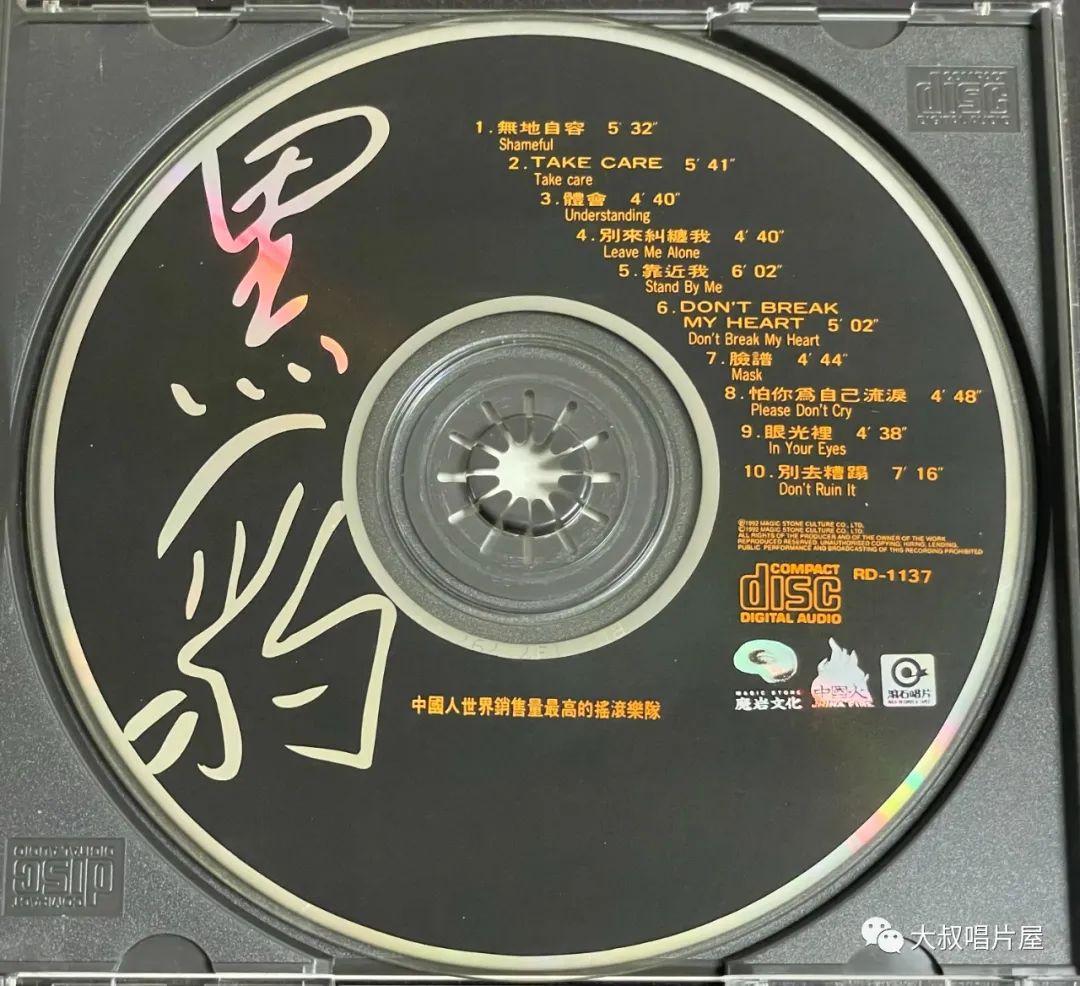 黑豹
1.無地自容 5' 32"
Shameful
2.TAKE CARE 5' 41"
Take care
3.體會 4' 40"
Understanding
4.別來糾纏我 4' 40"
Leave Me Alone
5.靠近我 6' 02"
Stand By Me
6.DON'T BREAK
MY HEART 5' 02"
Don't Break My Heart
7.臉譜 4' 44"
Mask
8.怕你為自己流淚 4' 48"
Please Don't Cry
9.眼光裡 4' 38"
In Your Eyes
10.別去糟蹋 7' 16"
Don't Ruin It
℗1992 MAGIC STONE CULTURE CO., LTD.
©1992 MAGIC STONE CULTURE CO., LTD.
ALL RIGHTS OF THE PRODUCER AND OF THE OWNER OF THE WORK
REPRODUCED RESERVED. UNAUTHORISED COPYING, HIRING, LENDING,
PUBLIC PERFORMANCE AND BROADCASTING OF THIS RECORDING PROHIBITED
COMPACT
disc
DIGITAL AUDIO
RD-1137
MAGIC STONE
魔岩文化
中國火
滾石唱片
中國人世界銷售量最高的搖滾樂隊
COMPACT
disc
DIGITAL AUDIO
COMPACT
disc
DIGITAL AUDIO
大叔唱片屋